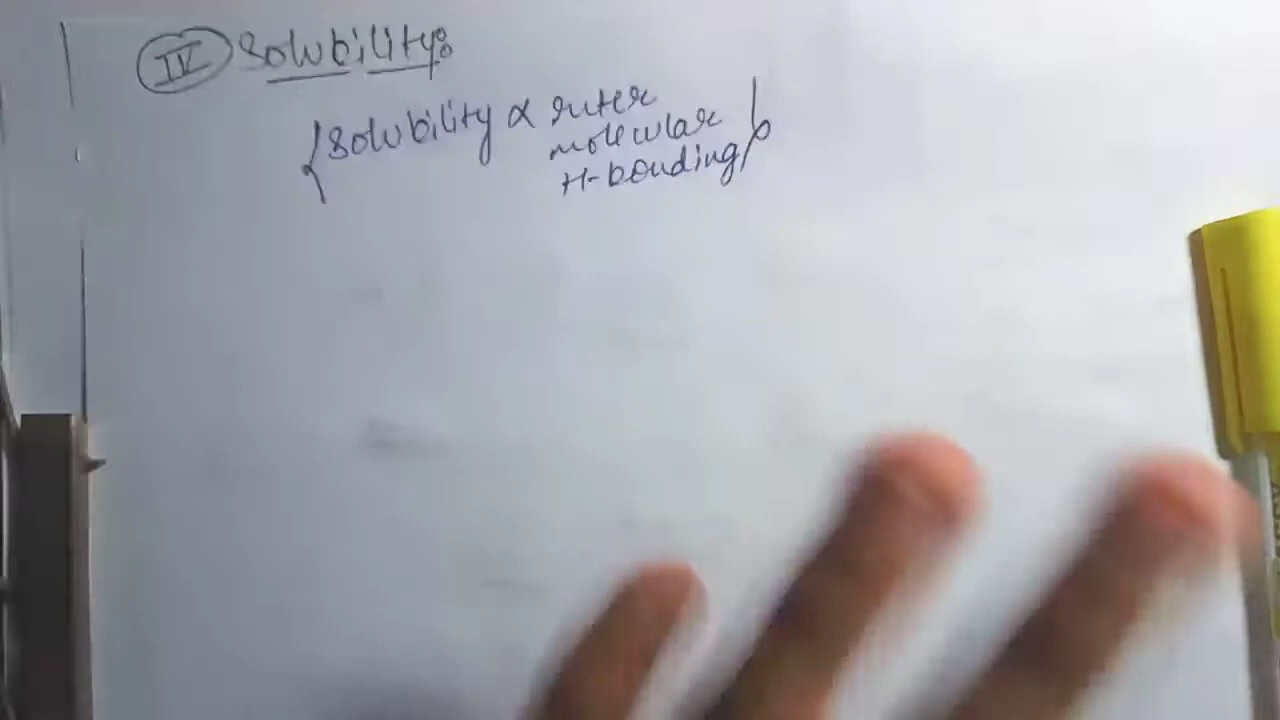 IV Solubility:
{Solubility ∝ Inter
molecular
H-bonding}